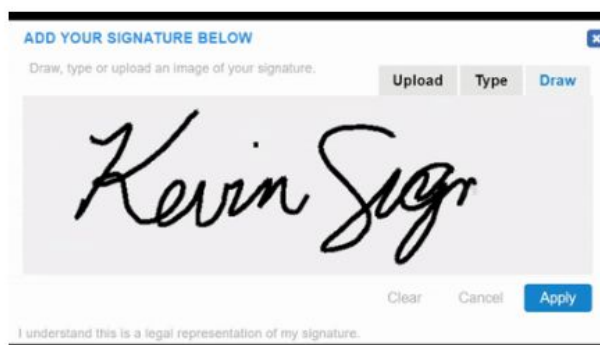 ADD YOUR SIGNATURE BELOW
Draw, type or upload an image of your signature.
Upload Type Draw
Kevin Sign
Clear Cancel Apply
I understand this is a legal representation of my signature.